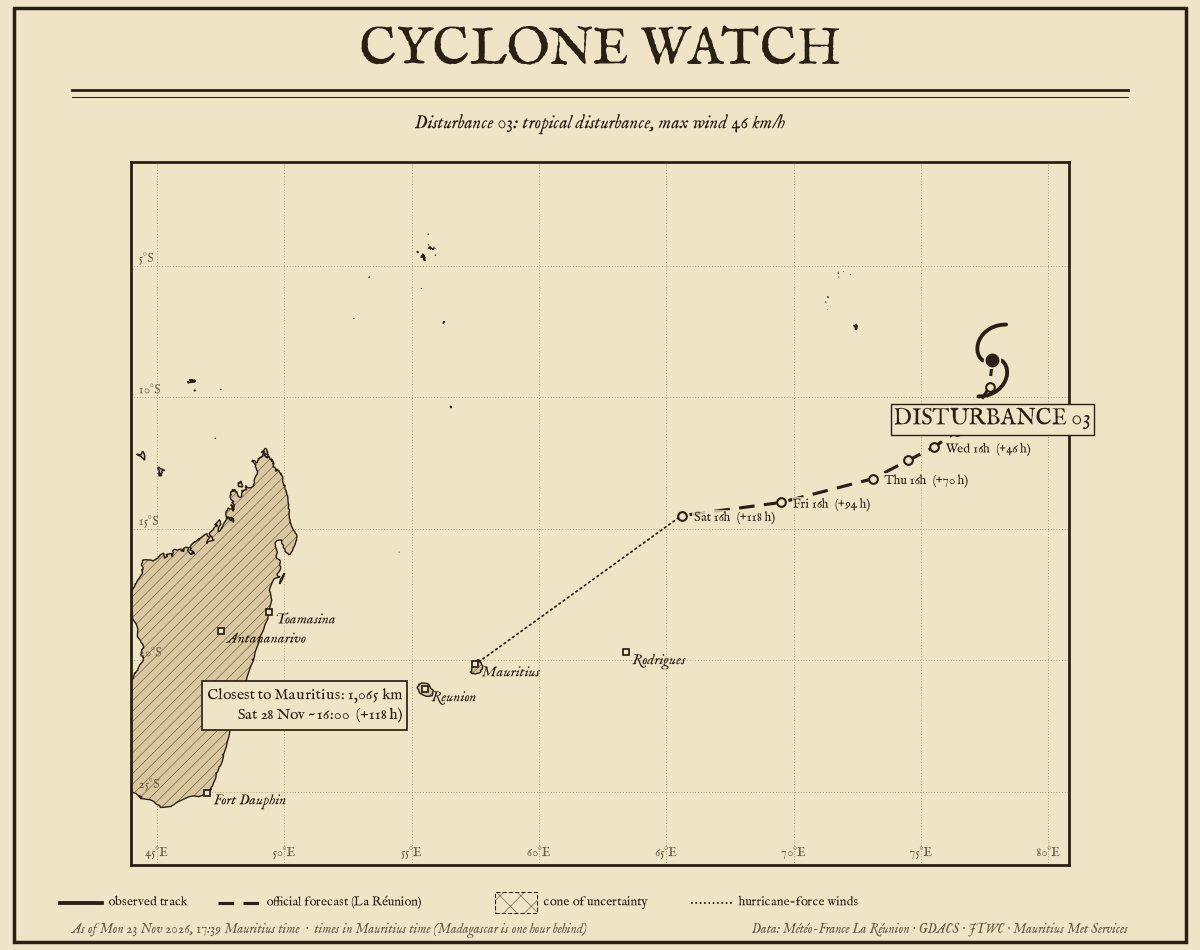 CYCLONE WATCH
Disturbance 03: tropical disturbance, max wind 46 km/h
5°S
10°S
DISTURBANCE 03
Wed 16h (+46 h)
Thu 16h (+70 h)
Fri 16h (+94 h)
Sat 16h (+118 h)
15°S
Toamasina
Antananarivo
Rodrigues
Mauritius
Reunion
Closest to Mauritius: 1,065 km
Sat 28 Nov ~16:00 (+118 h)
25°S
Fort Dauphin
45°E 50°E 55°E 60°E 65°E 70°E 75°E 80°E
observed track official forecast (La Réunion) cone of uncertainty hurricane-force winds
As of Mon 23 Nov 2026, 17:39 Mauritius time · times in Mauritius time (Madagascar is one hour behind)
Data: Météo-France La Réunion · GDACS · JTWC · Mauritius Met Services